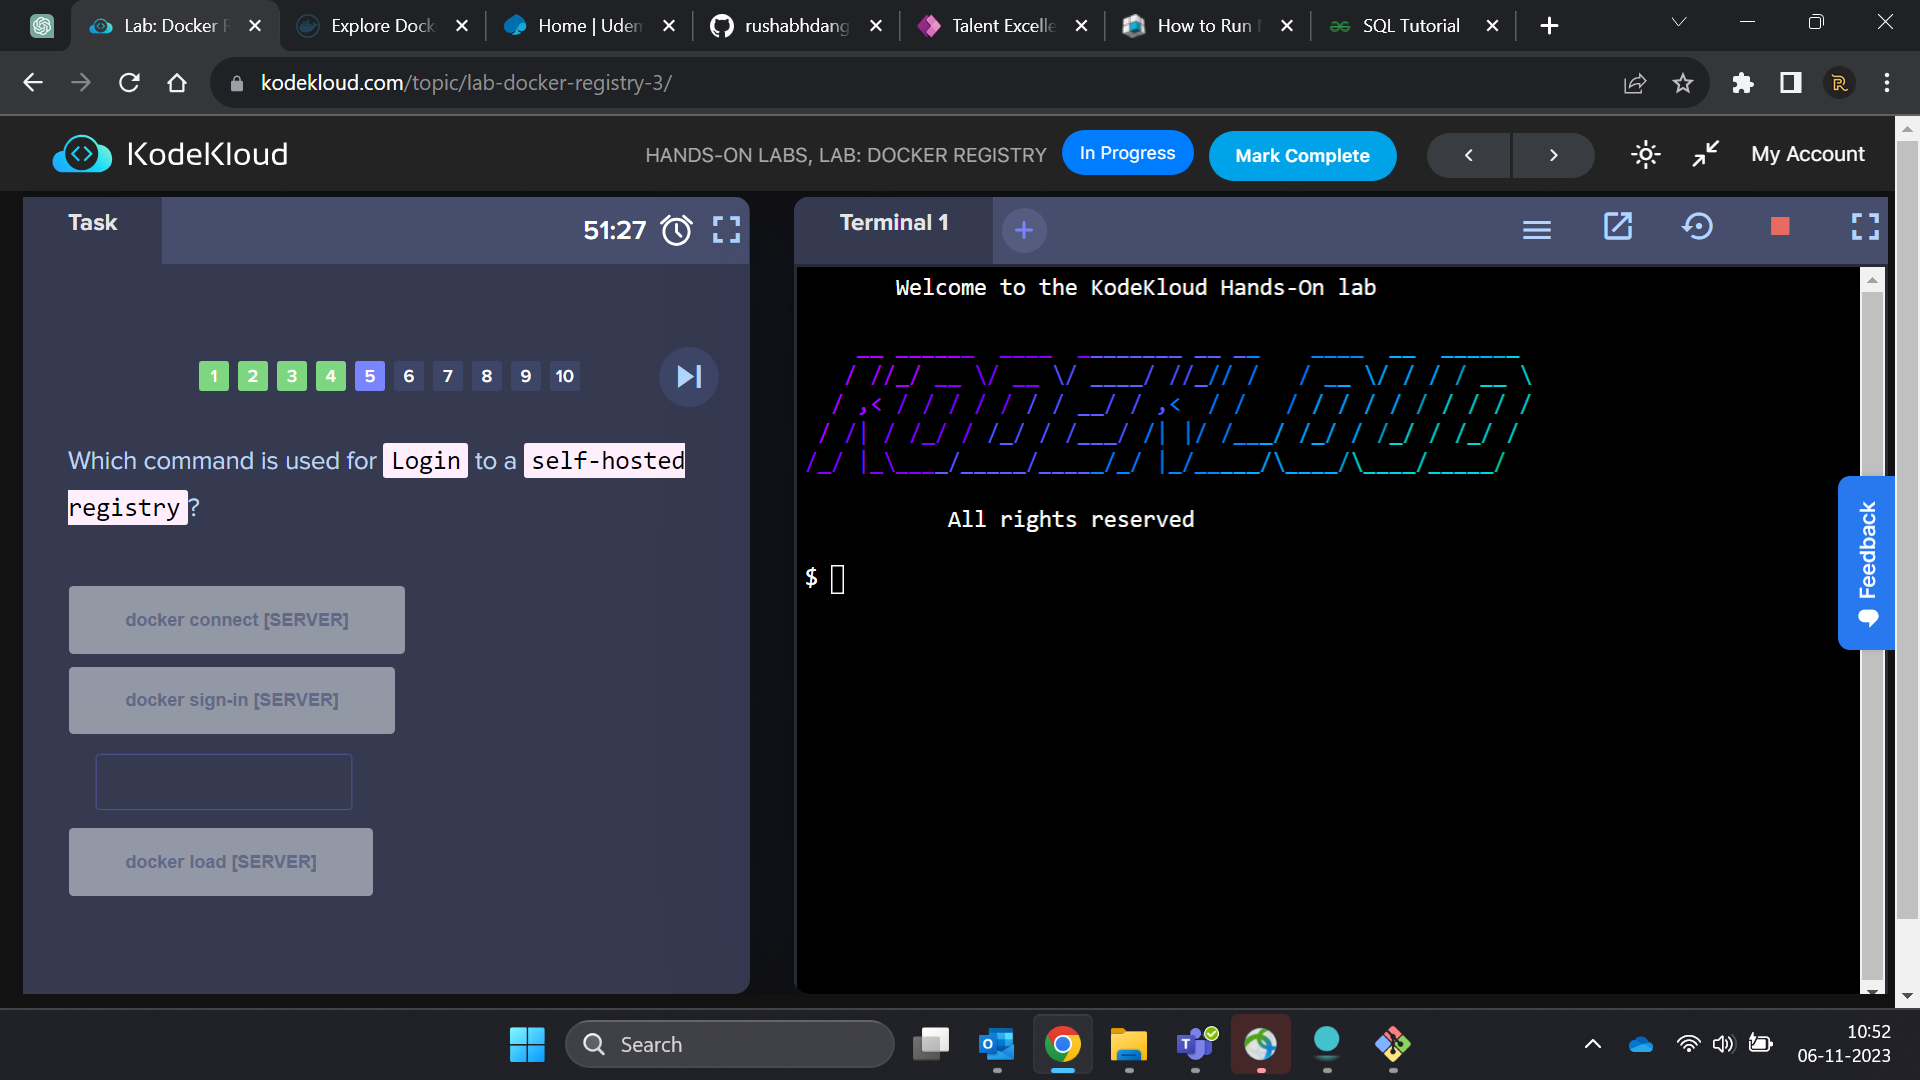 Lab: Docker R
Explore Dock
Home | Uden
rushabhdang
Talent Excelle
How to Run
SQL Tutorial
kodekloud.com/topic/lab-docker-registry-3/
KodeKloud
HANDS-ON LABS, LAB: DOCKER REGISTRY
In Progress
Mark Complete
My Account
Task
51:27
Terminal 1
1 2 3 4 5 6 7 8 9 10
Which command is used for Login to a self-hosted
registry?
docker connect [SERVER]
docker sign-in [SERVER]
docker load [SERVER]
Welcome to the KodeKloud Hands-On lab
KODEKLOUD
All rights reserved
$
Feedback
Search
10:52
06-11-2023